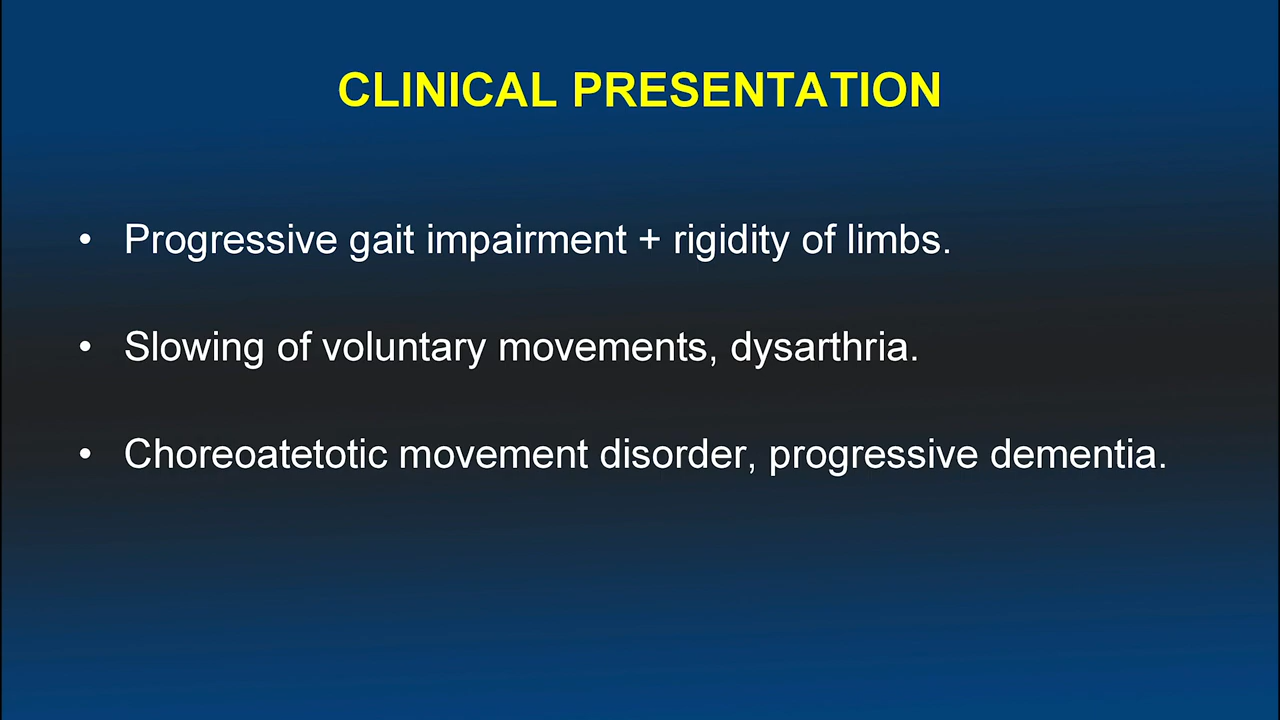 CLINICAL PRESENTATION
• Progressive gait impairment + rigidity of limbs.
• Slowing of voluntary movements, dysarthria.
• Choreoatetotic movement disorder, progressive dementia.